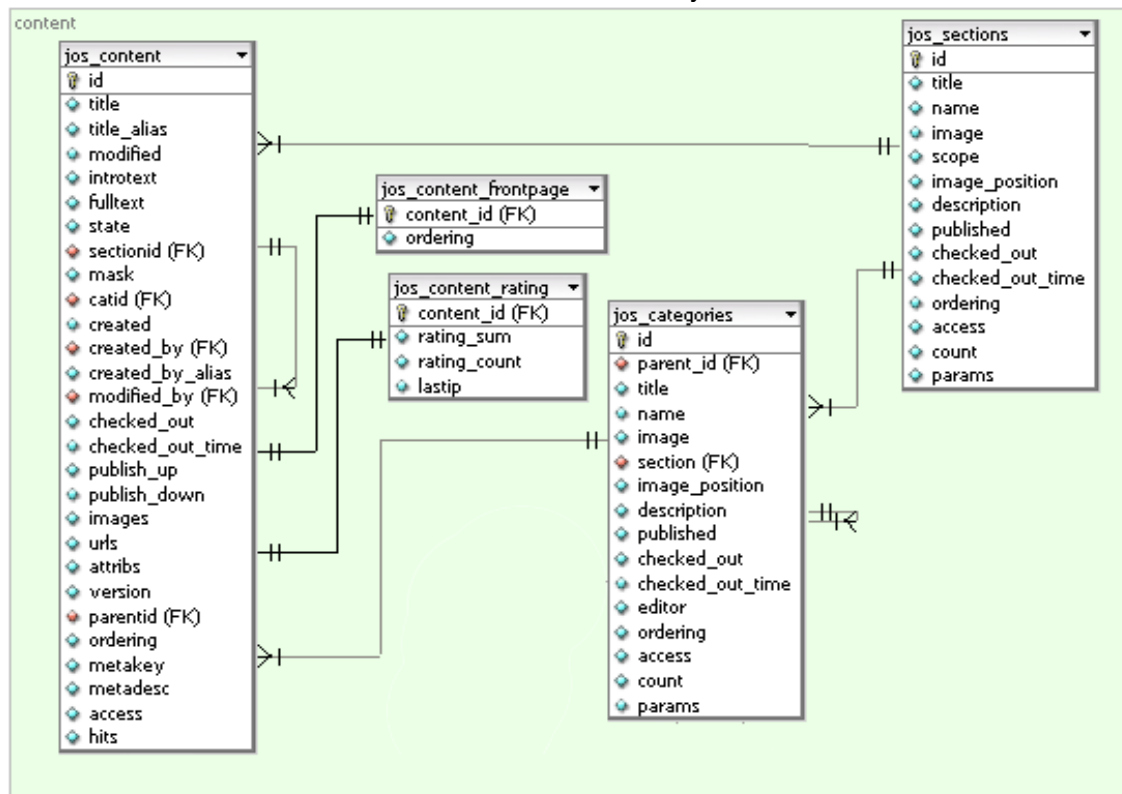 content
jos_content
id
title
title_alias
modified
introtext
fulltext
state
sectionid (FK)
mask
catid (FK)
created
created_by (FK)
created_by_alias
modified_by (FK)
checked_out
checked_out_time
publish_up
publish_down
images
urls
attribs
version
parentid (FK)
ordering
metakey
metadesc
access
hits
jos_content_frontpage
content_id (FK)
ordering
jos_content_rating
content_id (FK)
rating_sum
rating_count
lastip
jos_categories
id
parent_id (FK)
title
name
image
section (FK)
image_position
description
published
checked_out
checked_out_time
editor
ordering
access
count
params
jos_sections
id
title
name
image
scope
image_position
description
published
checked_out
checked_out_time
ordering
access
count
params